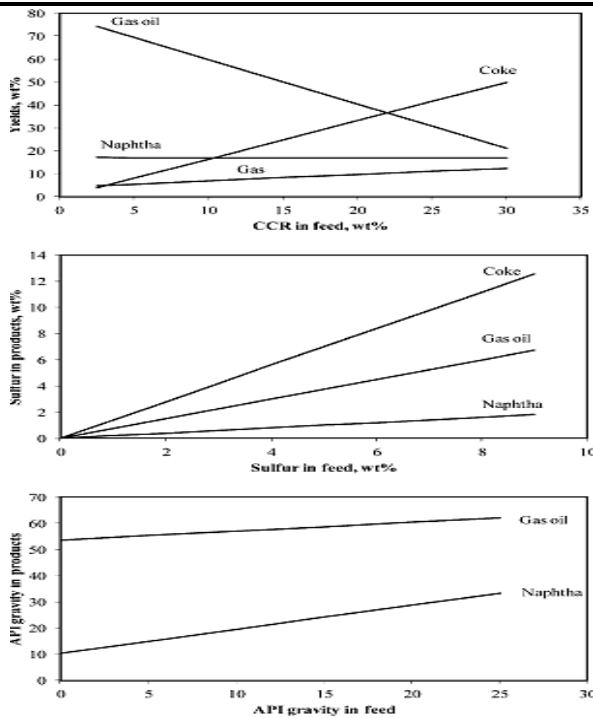 80
70
60
50
40
30
20
10
0
Yields, wt%
Gas oil
Coke
Naphtha
Gas
0 5 10 15 20 25 30 35
CCR in feed, wt%
14
12
10
8
6
4
2
0
Sulfur in products, wt%
Coke
Gas oil
Naphtha
0 2 4 6 8 10
Sulfur in feed, wt%
70
60
50
40
30
20
10
0
API gravity in products
Gas oil
Naphtha
0 5 10 15 20 25 30
API gravity in feed